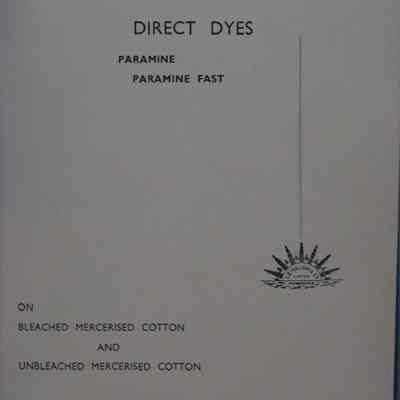 DIRECT DYES
PARAMINE
PARAMINE FAST
ON
BLEACHED MERCERISED COTTON
AND
UNBLEACHED MERCERISED COTTON